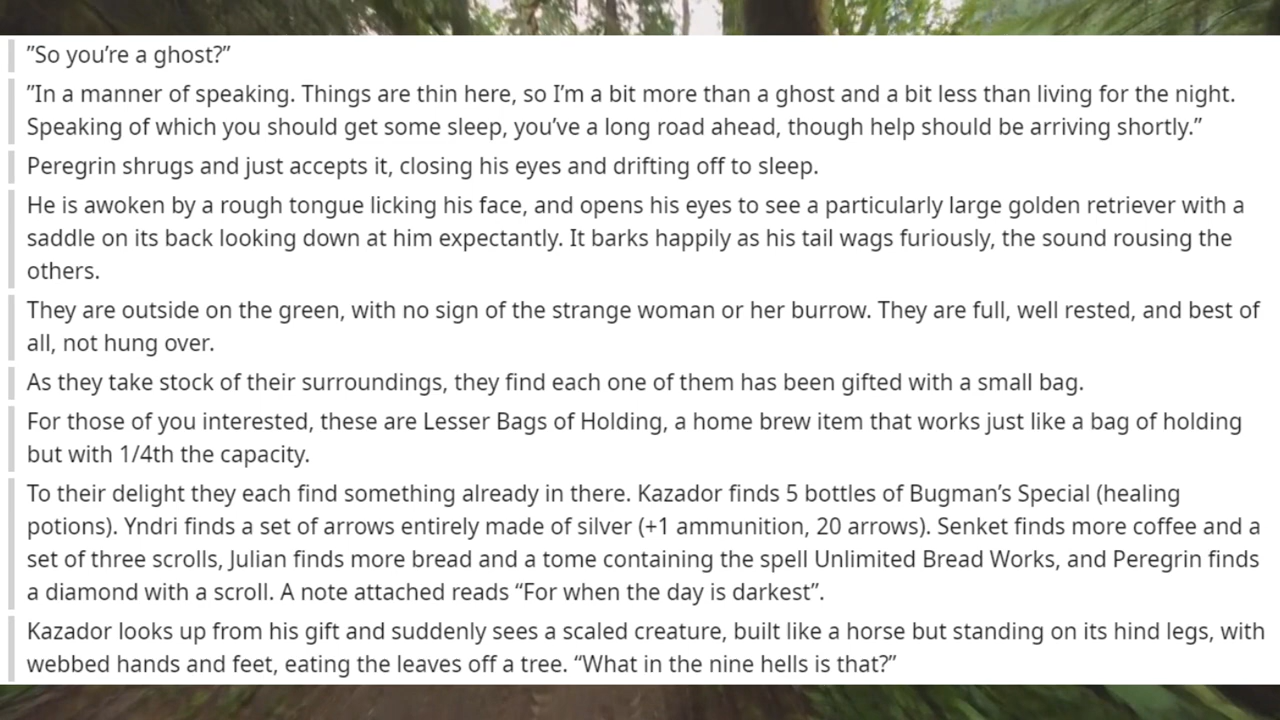 ”So you’re a ghost?”
”In a manner of speaking. Things are thin here, so I’m a bit more than a ghost and a bit less than living for the night.
Speaking of which you should get some sleep, you’ve a long road ahead, though help should be arriving shortly.”
Peregrin shrugs and just accepts it, closing his eyes and drifting off to sleep.
He is awoken by a rough tongue licking his face, and opens his eyes to see a particularly large golden retriever with a
saddle on its back looking down at him expectantly. It barks happily as his tail wags furiously, the sound rousing the
others.
They are outside on the green, with no sign of the strange woman or her burrow. They are full, well rested, and best of
all, not hung over.
As they take stock of their surroundings, they find each one of them has been gifted with a small bag.
For those of you interested, these are Lesser Bags of Holding, a home brew item that works just like a bag of holding
but with 1/4th the capacity.
To their delight they each find something already in there. Kazador finds 5 bottles of Bugman’s Special (healing
potions). Yndri finds a set of arrows entirely made of silver (+1 ammunition, 20 arrows). Senket finds more coffee and a
set of three scrolls, Julian finds more bread and a tome containing the spell Unlimited Bread Works, and Peregrin finds
a diamond with a scroll. A note attached reads “For when the day is darkest”.
Kazador looks up from his gift and suddenly sees a scaled creature, built like a horse but standing on its hind legs, with
webbed hands and feet, eating the leaves off a tree. “What in the nine hells is that?”